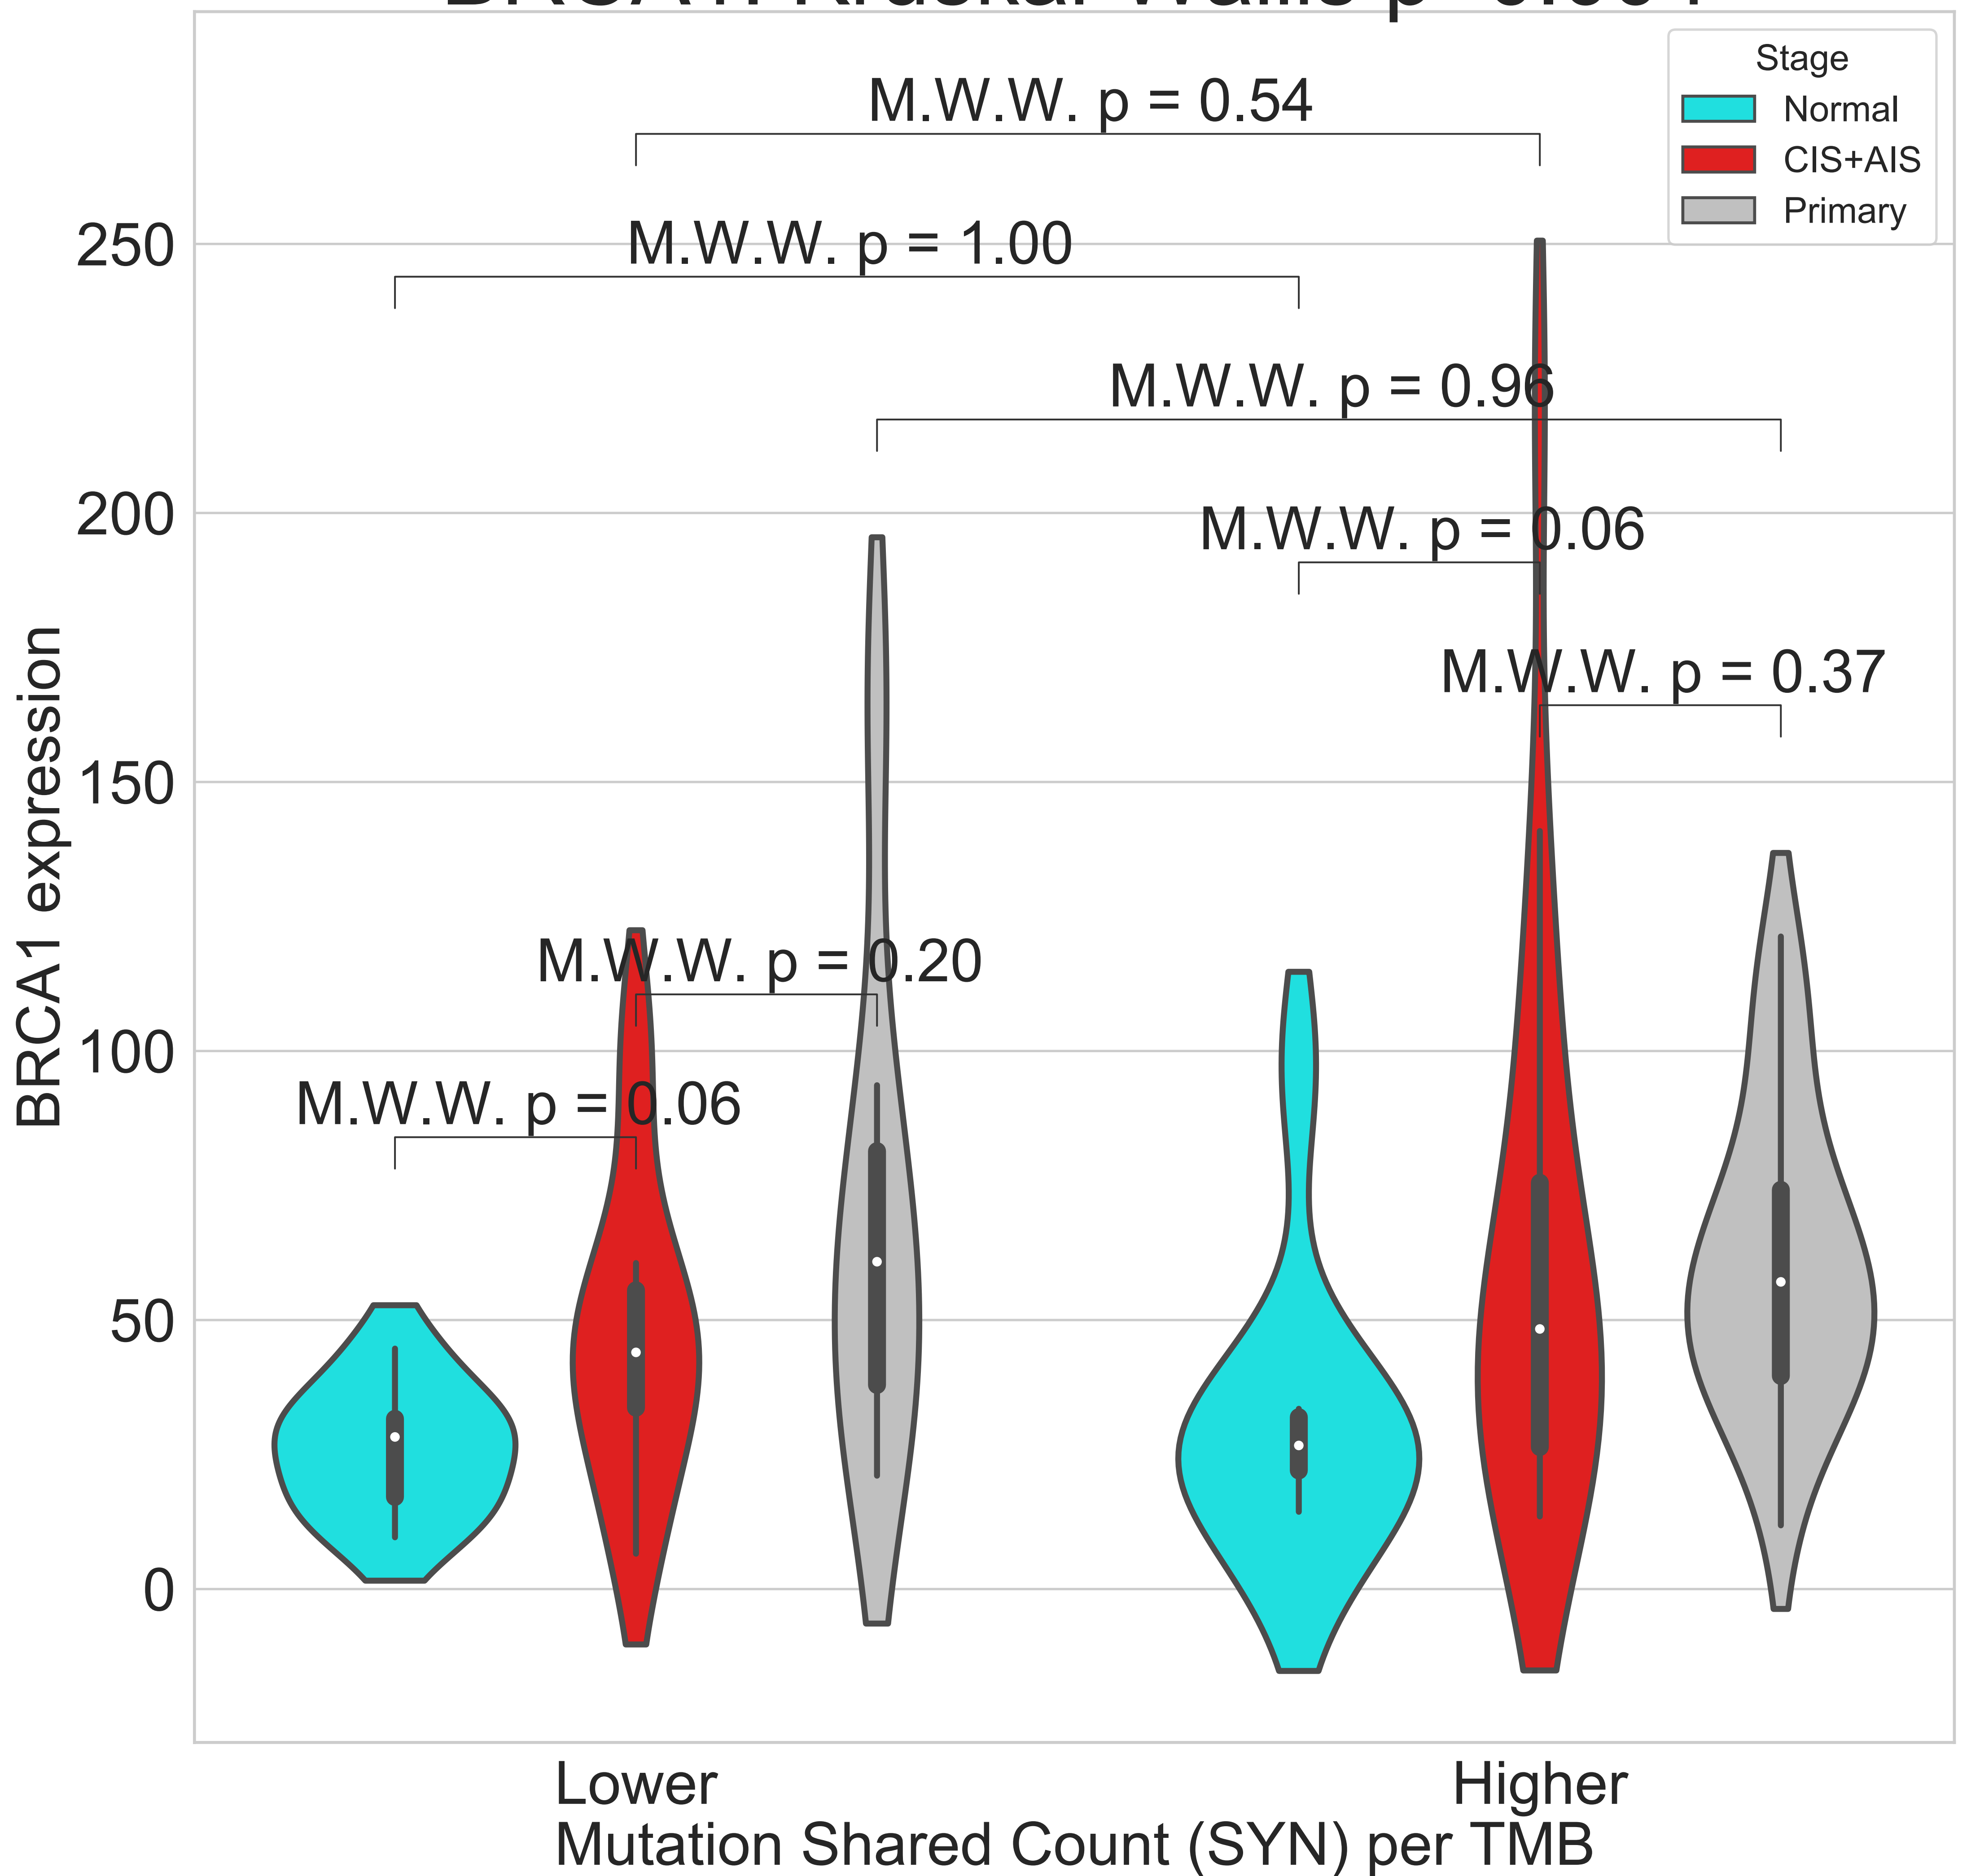 Stage
Normal
CIS+AIS
Primary
M.W.W. p = 0.54
M.W.W. p = 1.00
M.W.W. p = 0.96
M.W.W. p = 0.06
M.W.W. p = 0.37
M.W.W. p = 0.20
M.W.W. p = 0.06
250
200
150
100
50
0
BRCA1 expression
Lower Higher
Mutation Shared Count (SYN) per TMB